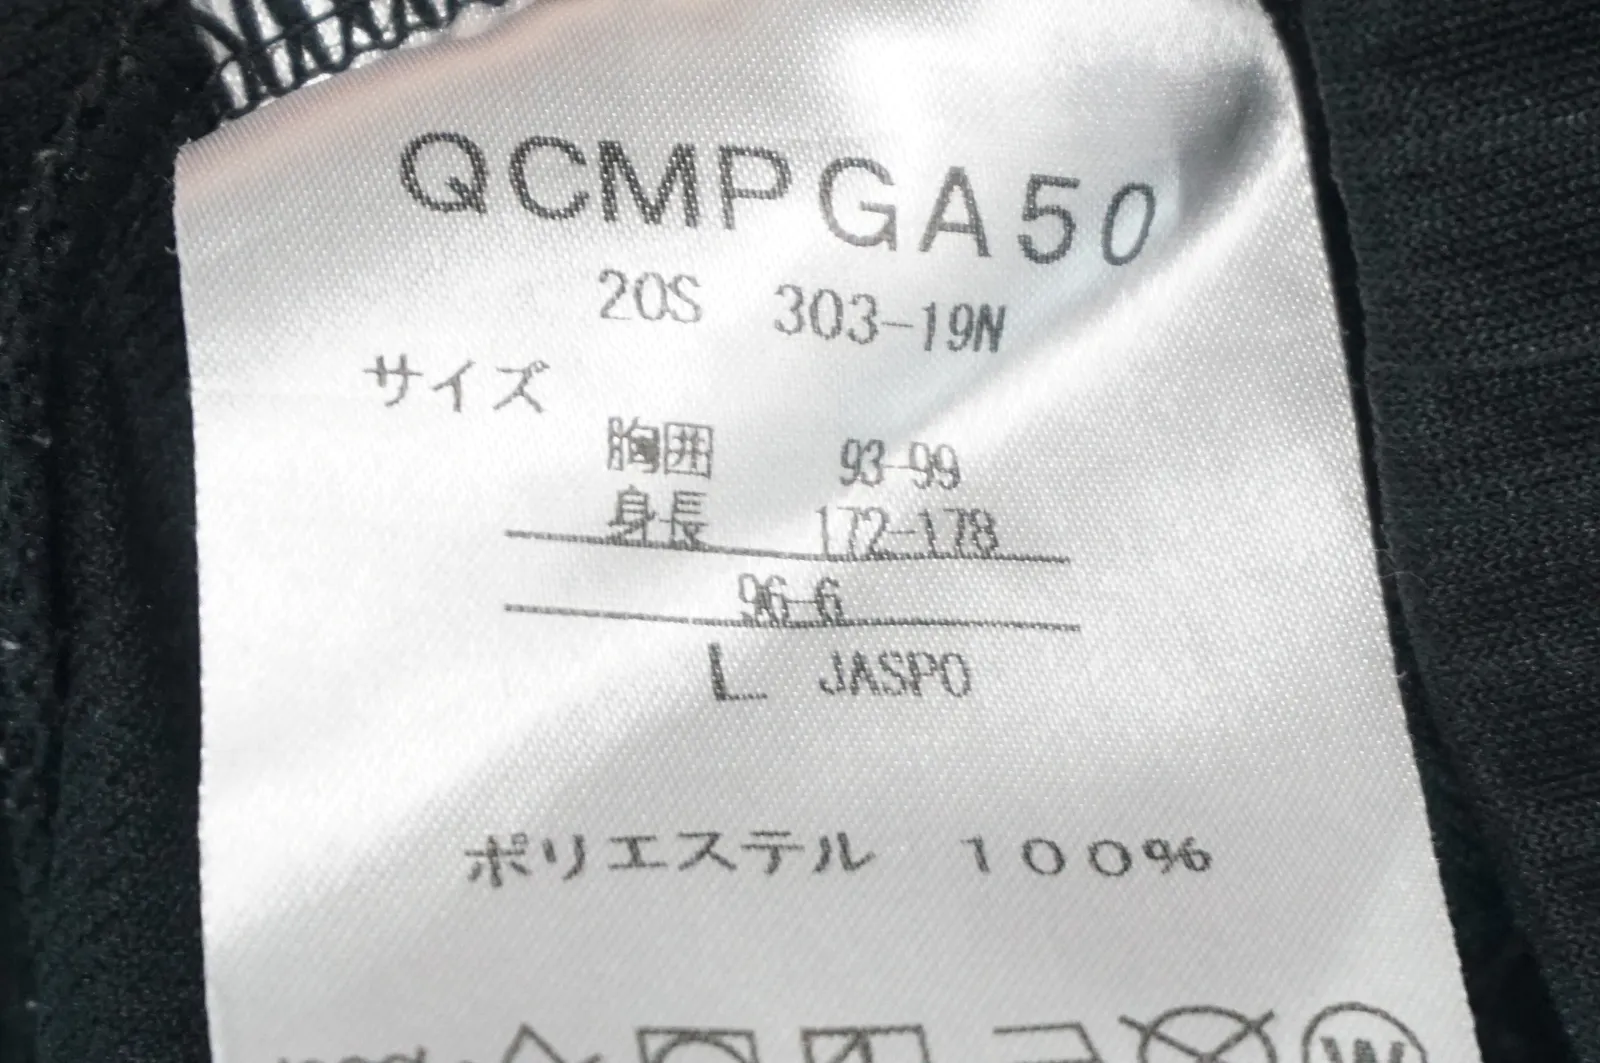 QCMPGA50
20S 303-19N
サイズ
胸囲 93-99
身長 172-178
96-6
L JASPO
ポリエステル 100%